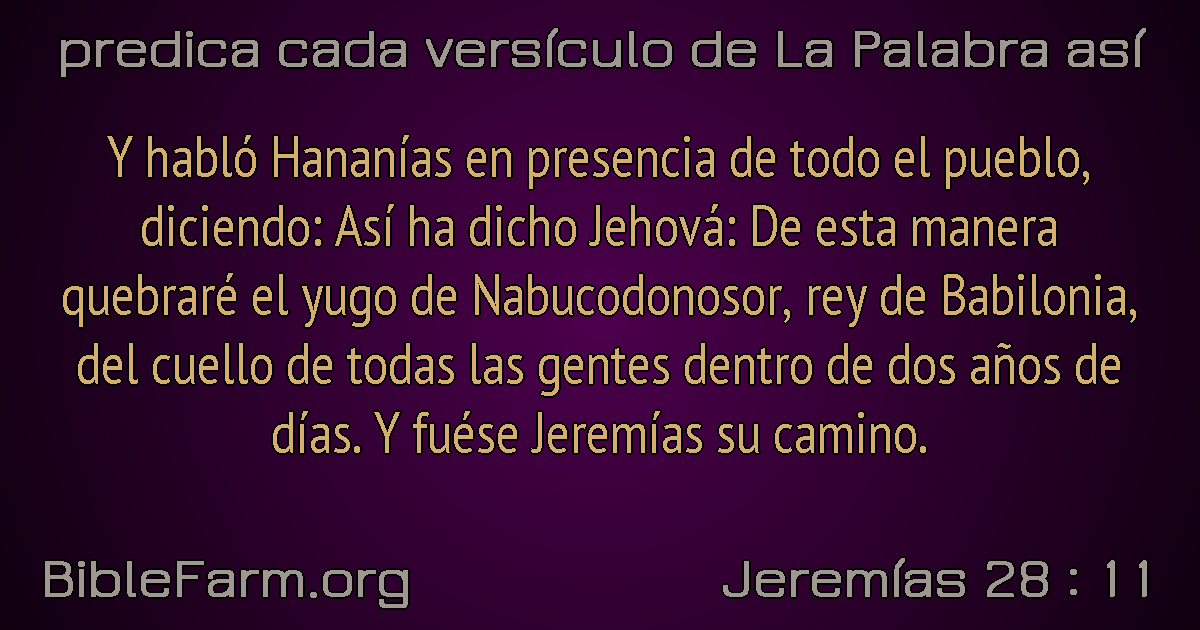 predica cada versículo de La Palabra así
Y habló Hananías en presencia de todo el pueblo,
diciendo: Así ha dicho Jehová: De esta manera
quebraré el yugo de Nabucodonosor, rey de Babilonia,
del cuello de todas las gentes dentro de dos años de
días. Y fuése Jeremías su camino.
BibleFarm.org
Jeremías 28 : 11